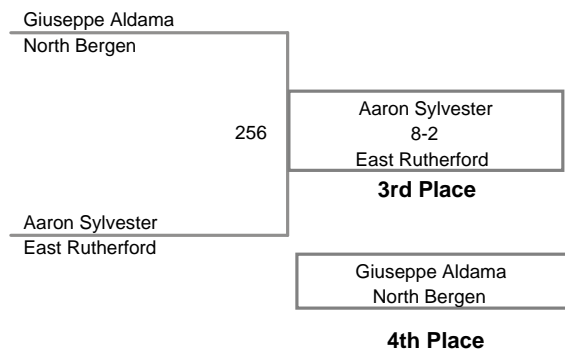 Giuseppe Aldama
North Bergen
256
Aaron Sylvester
8-2
East Rutherford
3rd Place
Aaron Sylvester
East Rutherford
Giuseppe Aldama
North Bergen
4th Place